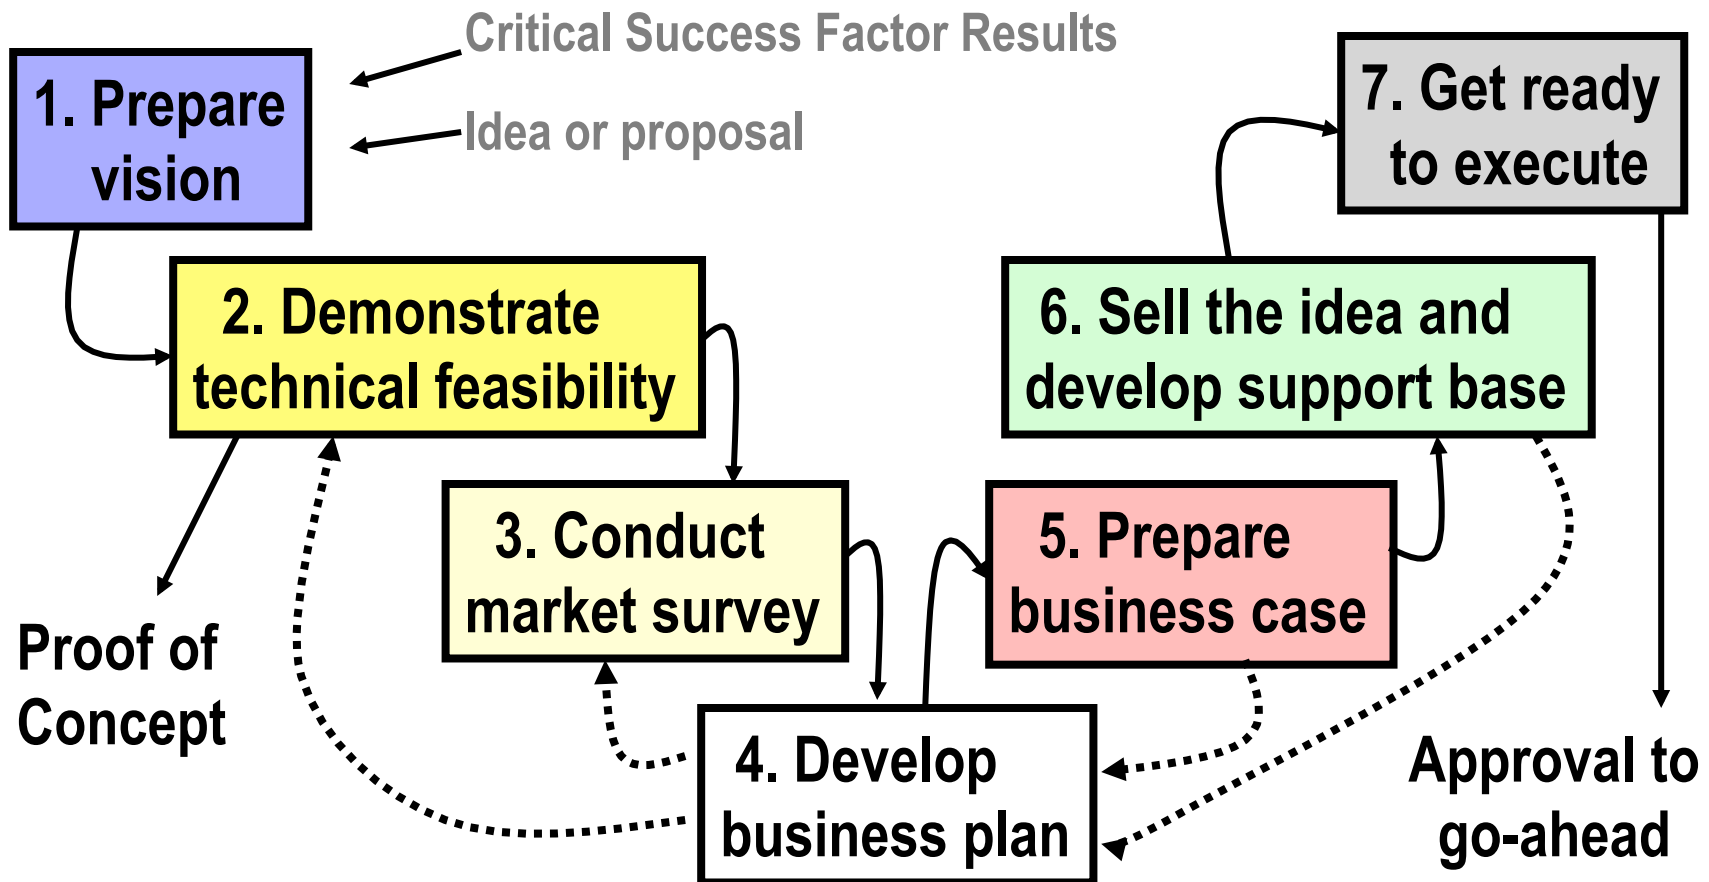 Critical Success Factor Results
Idea or proposal
1. Prepare
vision
2. Demonstrate
technical feasibility
Proof of
Concept
3. Conduct
market survey
4. Develop
business plan
5. Prepare
business case
6. Sell the idea and
develop support base
7. Get ready
to execute
Approval to
go-ahead